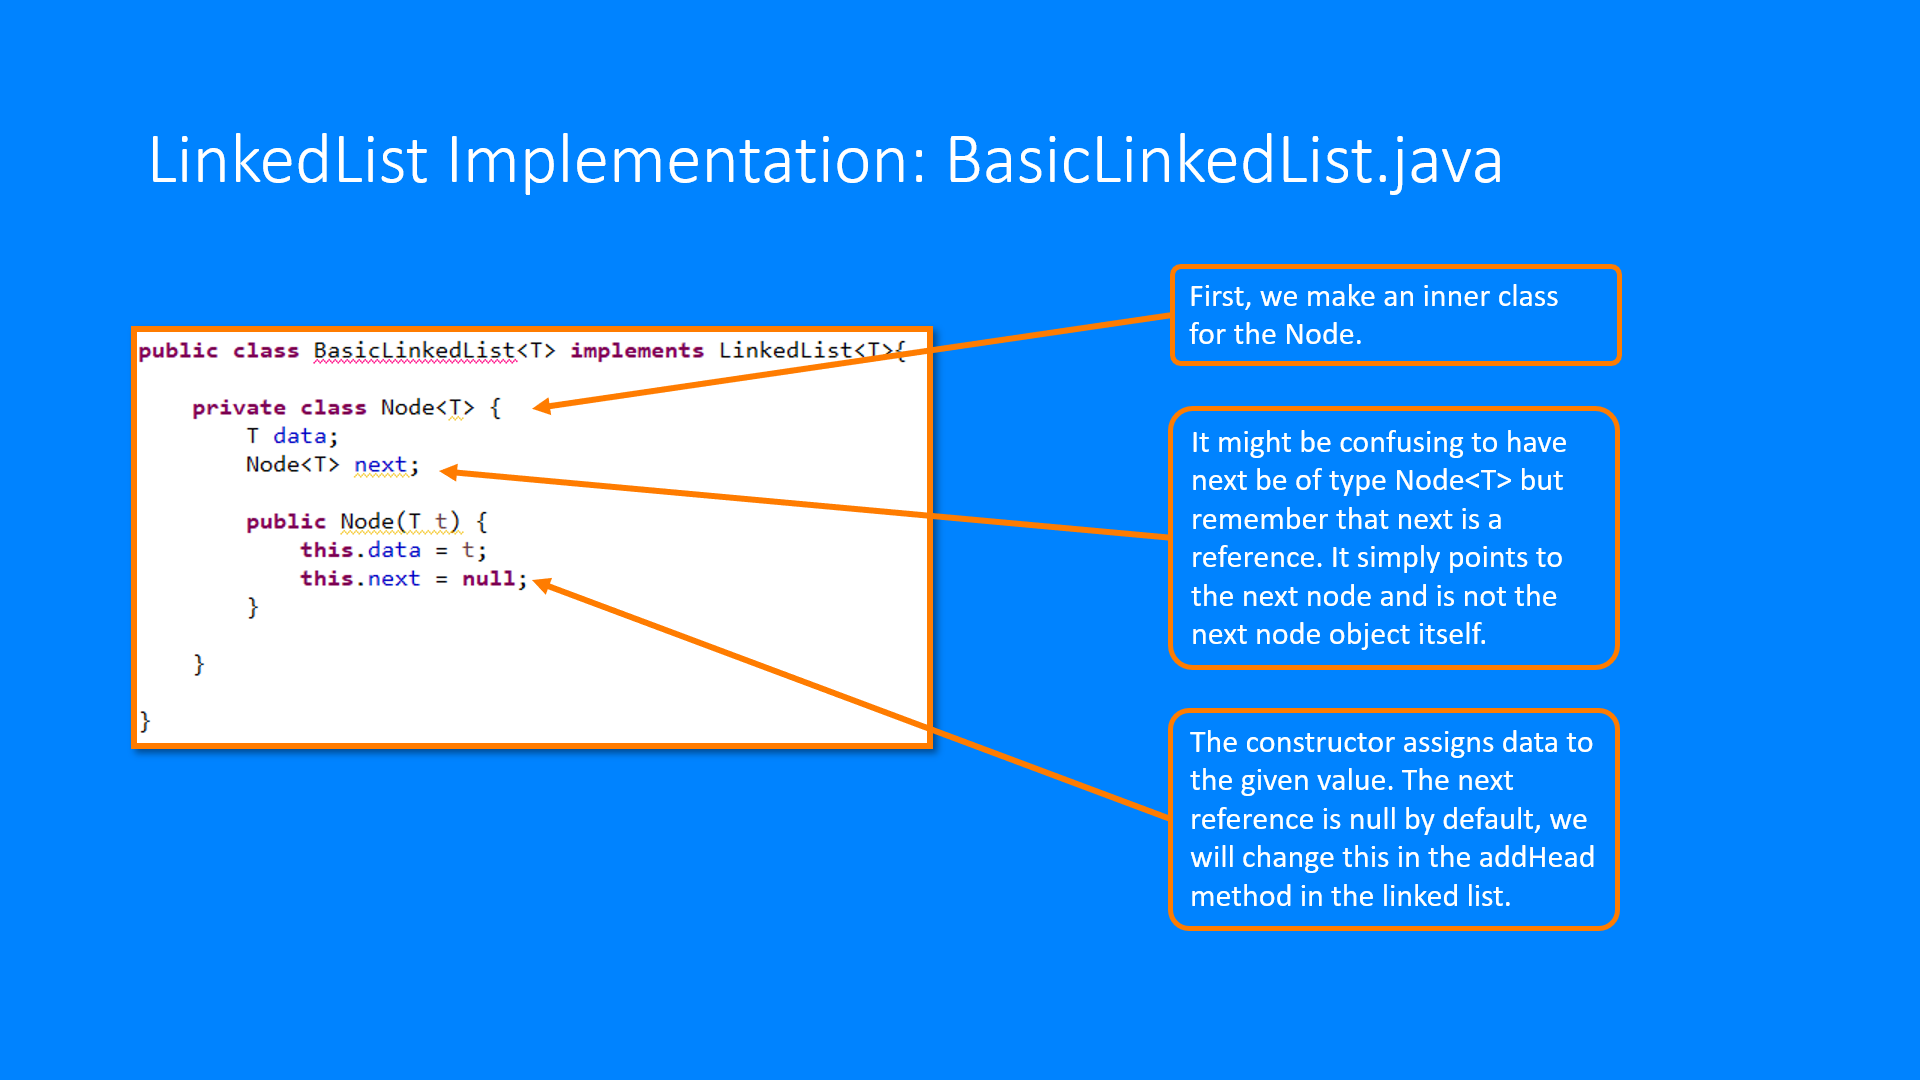 LinkedList Implementation: BasicLinkedList.java
public class BasicLinkedList<T> implements LinkedList<T>{
private class Node<T> {
T data;
Node<T> next;
public Node(T t) {
this.data = t;
this.next = null;
}
}
}
First, we make an inner class
for the Node.
It might be confusing to have
next be of type Node<T> but
remember that next is a
reference. It simply points to
the next node and is not the
next node object itself.
The constructor assigns data to
the given value. The next
reference is null by default, we
will change this in the addHead
method in the linked list.